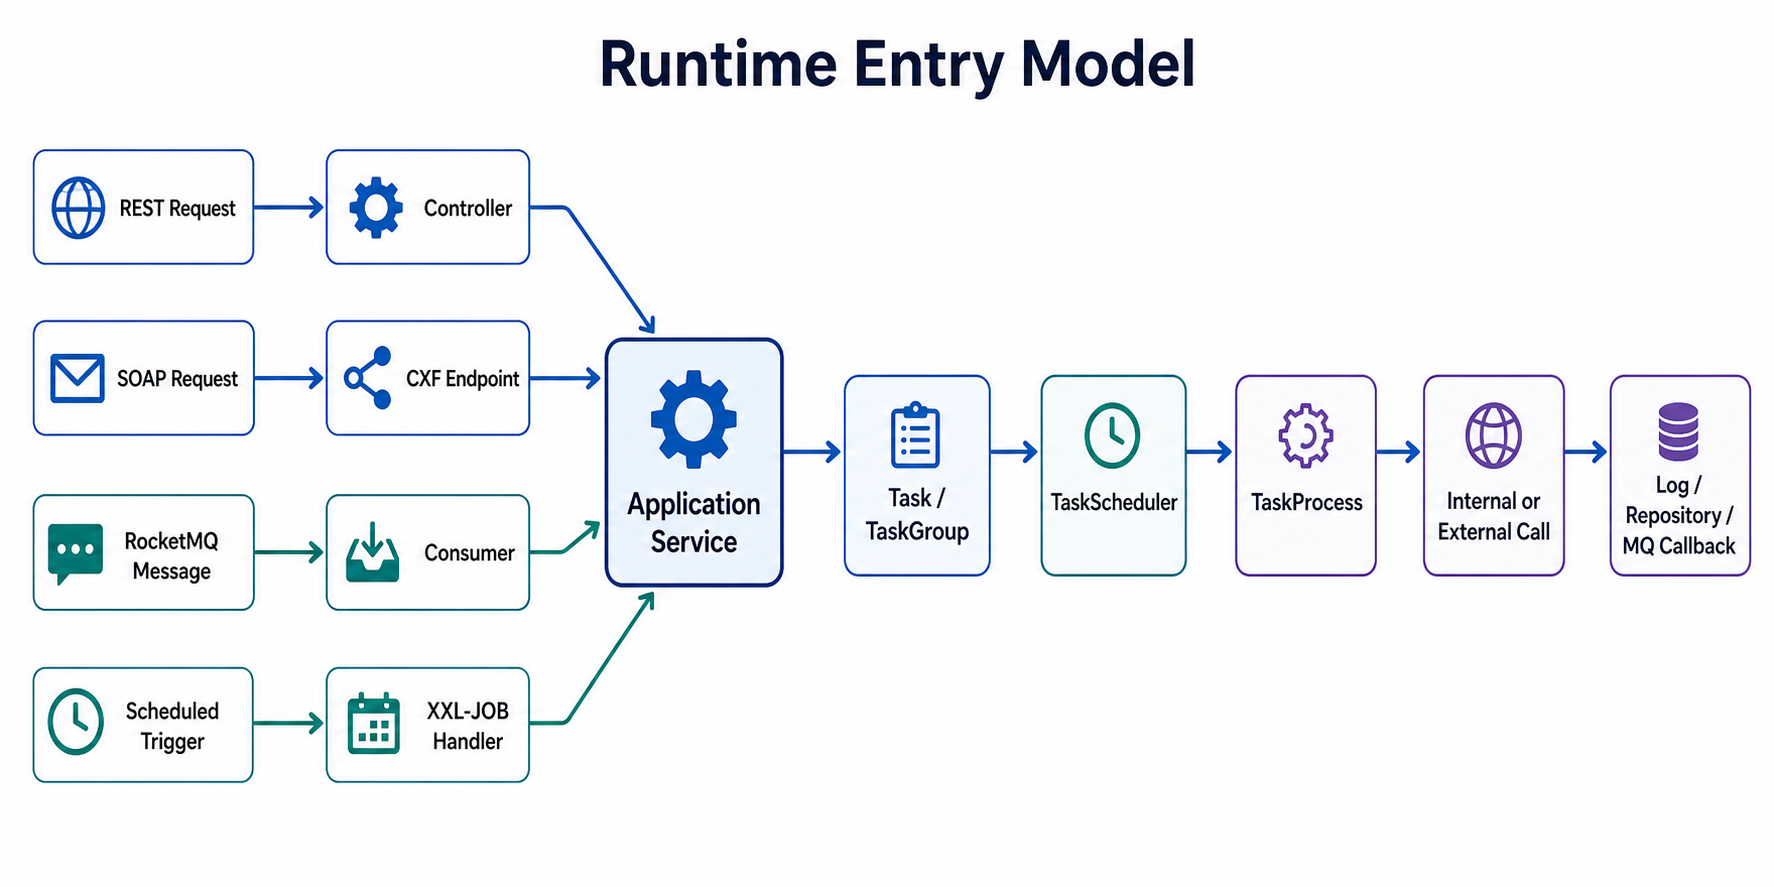 Runtime Entry Model
REST Request
Controller
SOAP Request
CXF Endpoint
RocketMQ
Message
Consumer
Scheduled
Trigger
XXL-JOB
Handler
Application
Service
Task /
TaskGroup
TaskScheduler
TaskProcess
Internal or
External Call
Log /
Repository /
MQ Callback